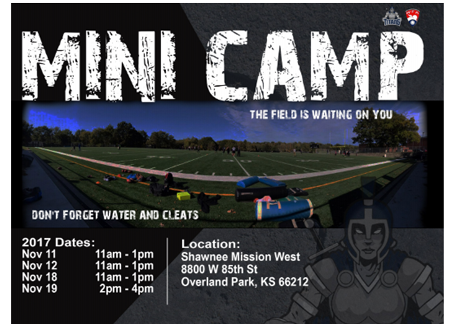 MINI CAMP
THE FIELD IS WAITING ON YOU
DON'T FORGET WATER AND CLEATS
2017 Dates:
Nov 11 11am - 1pm
Nov 12 11am - 1pm
Nov 18 11am - 1pm
Nov 19 2pm - 4pm
Location:
Shawnee Mission West
8800 W 85th St
Overland Park, KS 66212